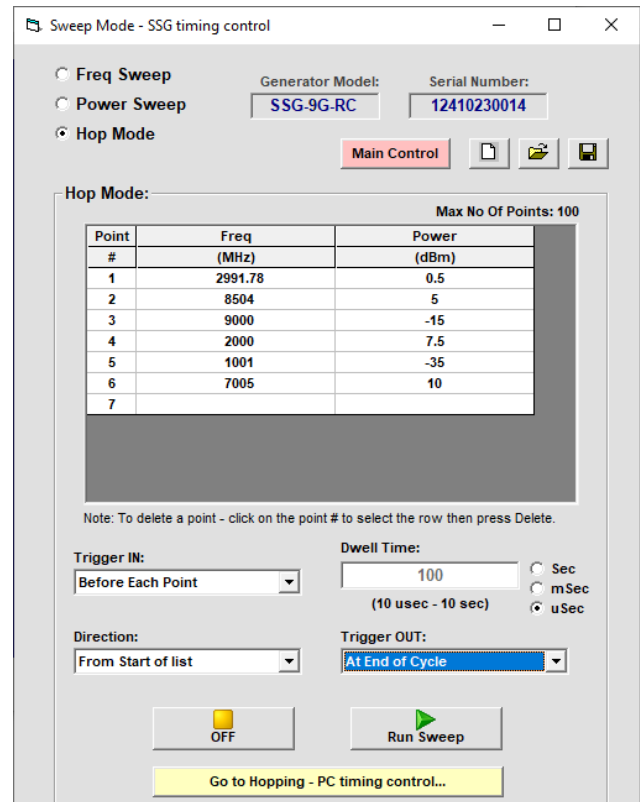 Sweep Mode - SSG timing control
Freq Sweep
Power Sweep
Hop Mode
Generator Model:
SSG-9G-RC
Serial Number:
12410230014
Main Control
Hop Mode:
Max No Of Points: 100
Point Freq Power
# (MHz) (dBm)
1 2991.78 0.5
2 8504 5
3 9000 -15
4 2000 7.5
5 1001 -35
6 7005 10
7
Note: To delete a point - click on the point # to select the row then press Delete.
Trigger IN:
Before Each Point
Dwell Time:
100
(10 usec - 10 sec)
Sec
mSec
uSec
Direction:
From Start of list
Trigger OUT:
At End of Cycle
OFF
Run Sweep
Go to Hopping - PC timing control...